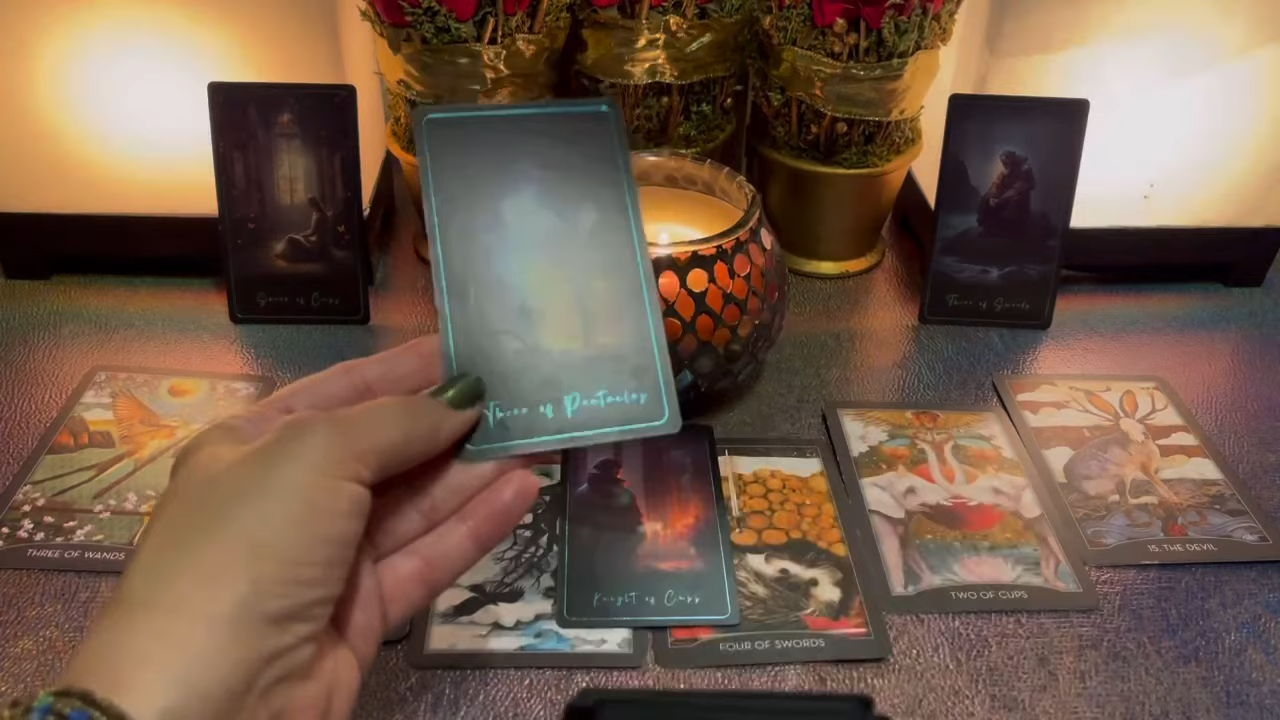 Three of Pentacles
Three of Swords
THREE OF WANDS
Knight of Cups
FOUR OF SWORDS
TWO OF CUPS
15. THE DEVIL
of Cups